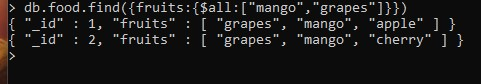 > db.food.find({fruits:{$all:["mango","grapes"]}})
{ "_id" : 1, "fruits" : [ "grapes", "mango", "apple" ] }
{ "_id" : 2, "fruits" : [ "grapes", "mango", "cherry" ] }
>